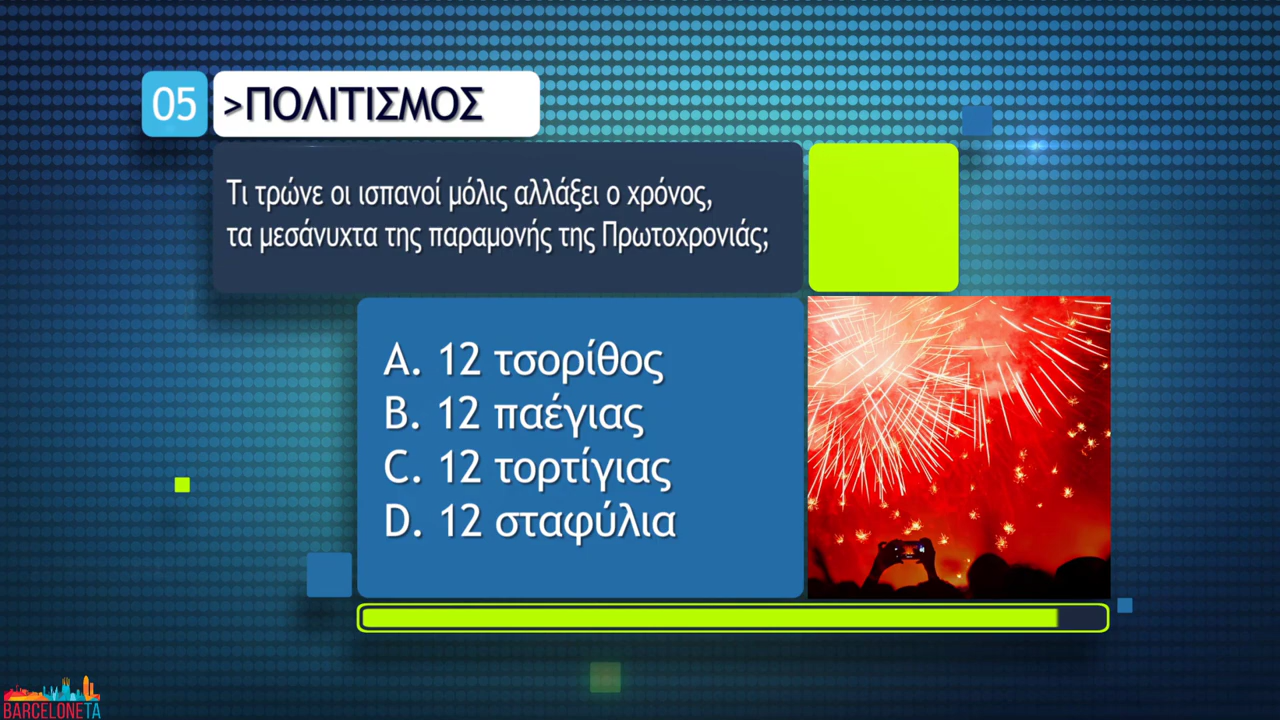 05 >ΠΟΛΙΤΙΣΜΟΣ
Τι τρώνε οι ισπανοί μόλις αλλάξει ο χρόνος,
τα μεσάνυχτα της παραμονής της Πρωτοχρονιάς;
A. 12 τσορίθος
B. 12 παέγιας
C. 12 τορτίγιας
D. 12 σταφύλια
BARCELONETA